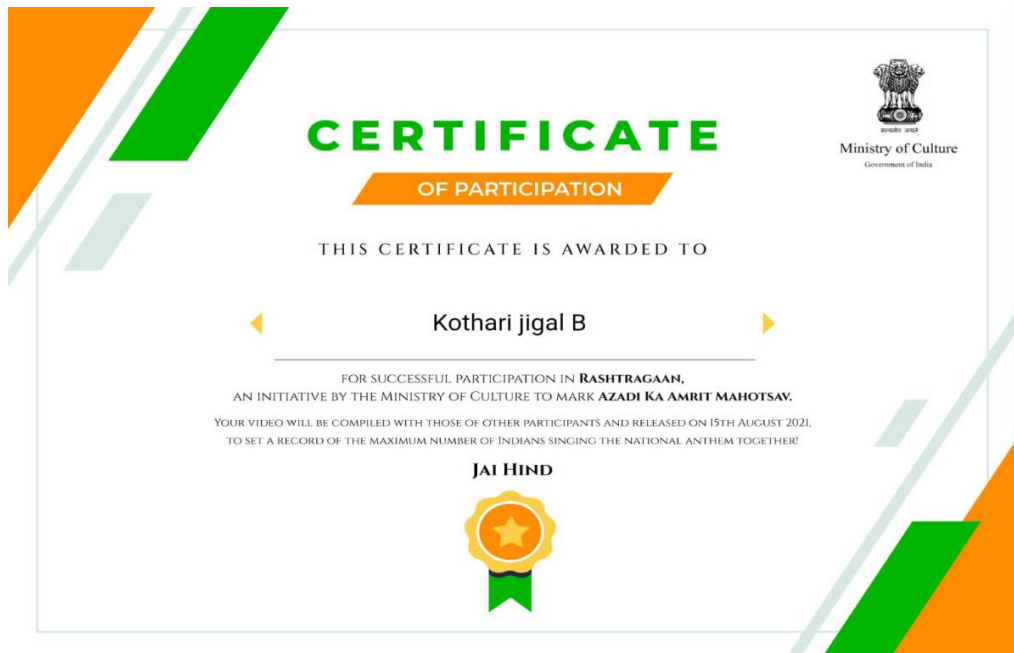 CERTIFICATE
OF PARTICIPATION
सत्यमेव जयते
Ministry of Culture
Government of India
THIS CERTIFICATE IS AWARDED TO
Kothari jigal B
FOR SUCCESSFUL PARTICIPATION IN RASHTRAGAAN,
AN INITIATIVE BY THE MINISTRY OF CULTURE TO MARK AZADI KA AMRIT MAHOTSAV.
YOUR VIDEO WILL BE COMPILED WITH THOSE OF OTHER PARTICIPANTS AND RELEASED ON 15TH AUGUST 2021,
TO SET A RECORD OF THE MAXIMUM NUMBER OF INDIANS SINGING THE NATIONAL ANTHEM TOGETHER!
JAI HIND